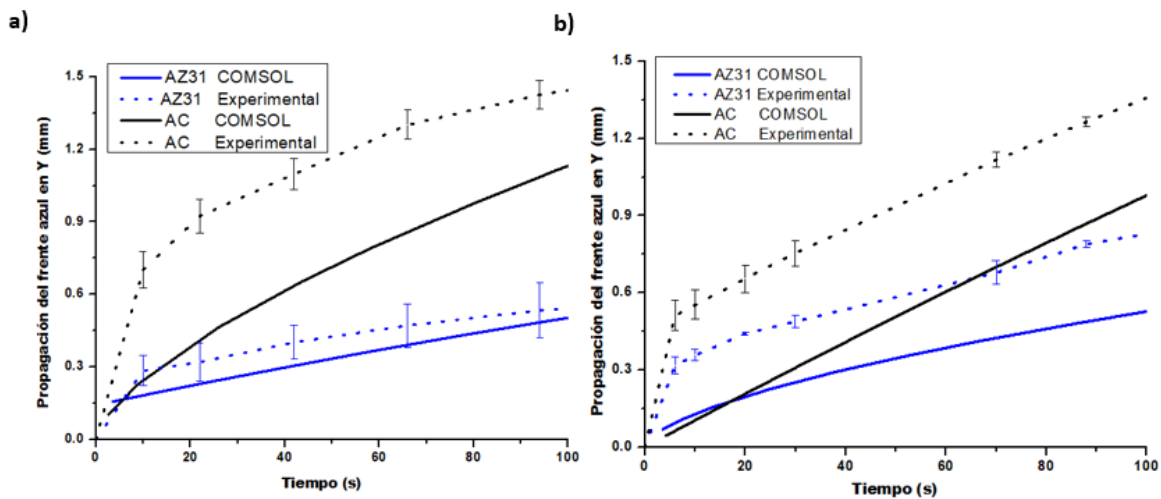 a)
AZ31 COMSOL
AZ31 Experimental
AC COMSOL
AC Experimental
Propagación del frente azul en Y (mm)
1.5
1.2
0.9
0.6
0.3
0.0
0 20 40 60 80 100
Tiempo (s)
b)
AZ31 COMSOL
AZ31 Experimental
AC COMSOL
AC Experimental
Propagación del frente azul en Y (mm)
1.5
1.2
0.9
0.6
0.3
0.0
0 20 40 60 80 100
Tiempo (s)